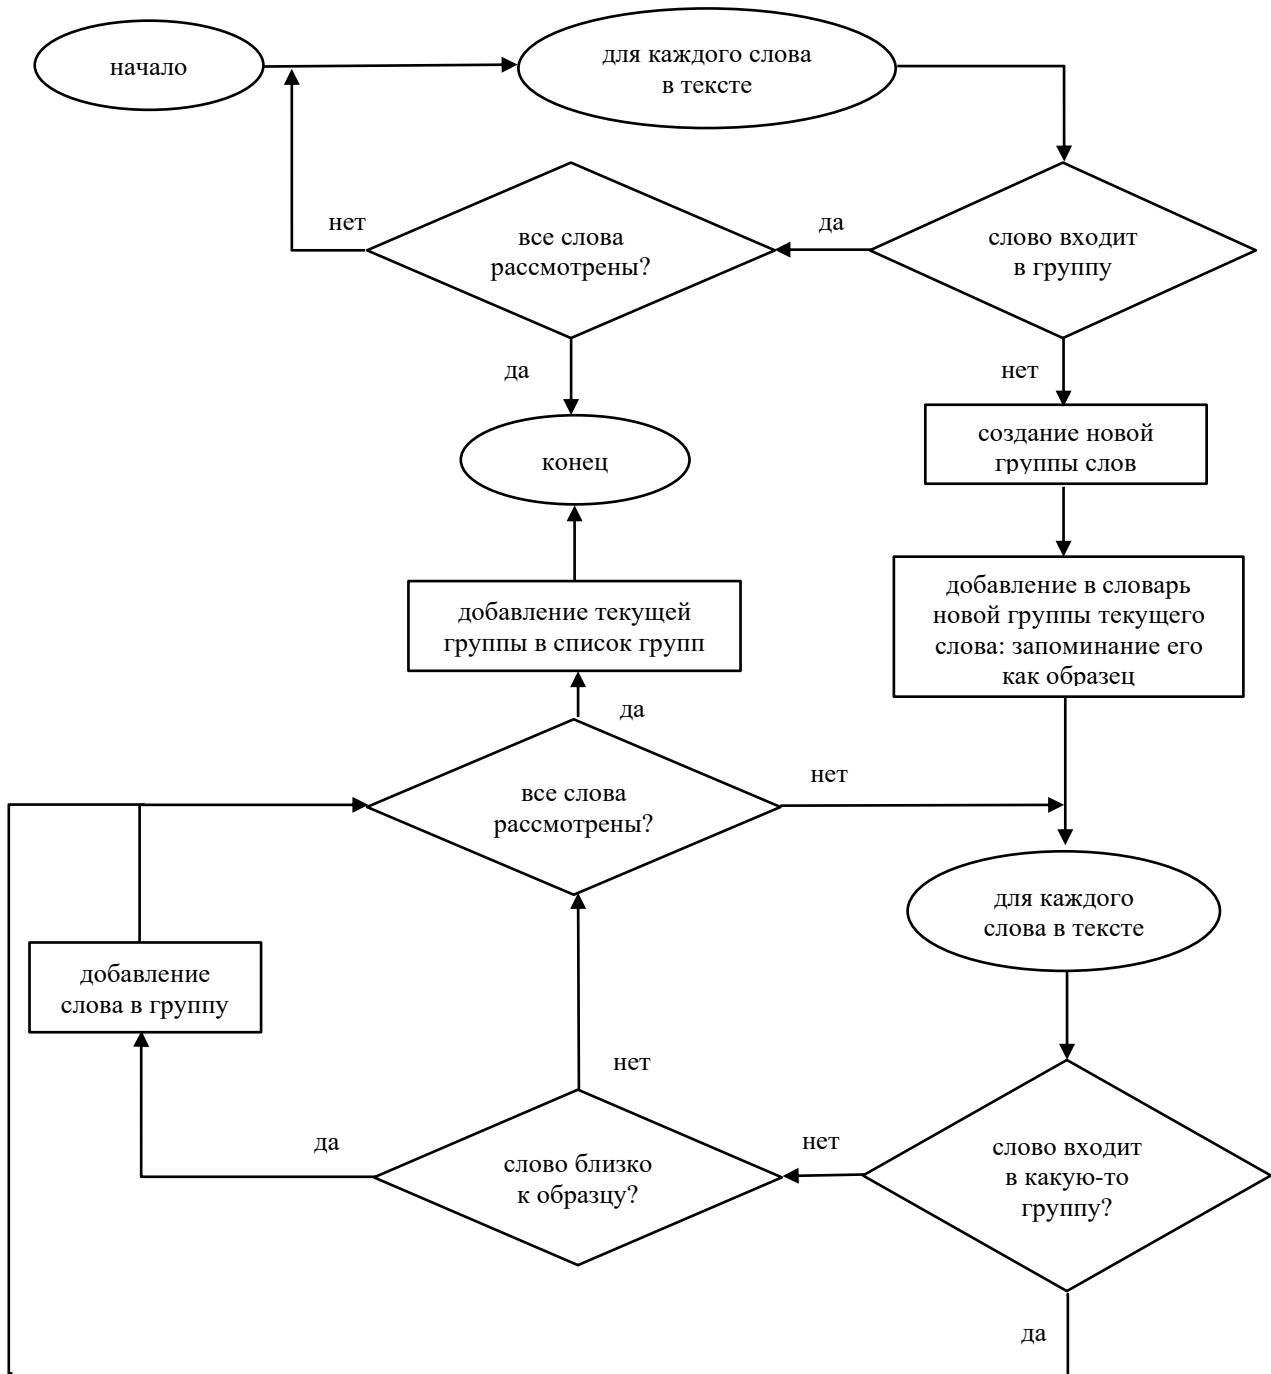 начало
для каждого слова
в тексте
нет
все слова
рассмотрены?
да
слово входит
в группу
да
нет
конец
создание новой
группы слов
добавление текущей
группы в список групп
добавление в словарь
новой группы текущего
слова: запоминание его
как образец
да
все слова
рассмотрены?
нет
для каждого
слова в тексте
добавление
слова в группу
нет
да
слово близко
к образцу?
нет
слово входит
в какую-то
группу?
да